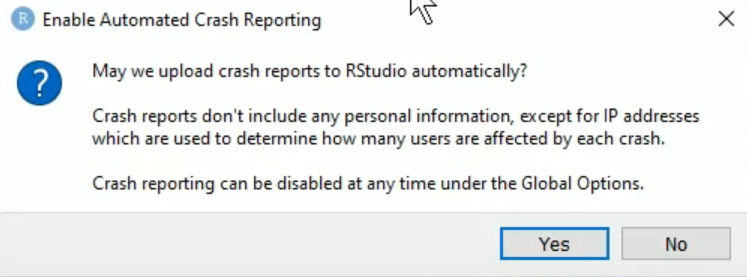 R Enable Automated Crash Reporting
May we upload crash reports to RStudio automatically?
Crash reports don't include any personal information, except for IP addresses
which are used to determine how many users are affected by each crash.
Crash reporting can be disabled at any time under the Global Options.
Yes No